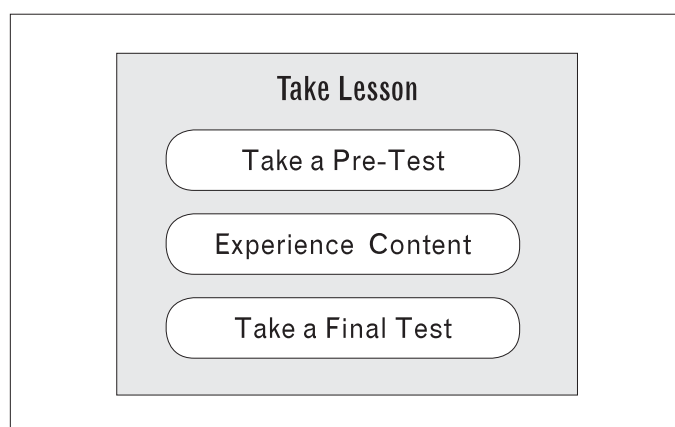 Take Lesson
Take a Pre-Test
Experience Content
Take a Final Test